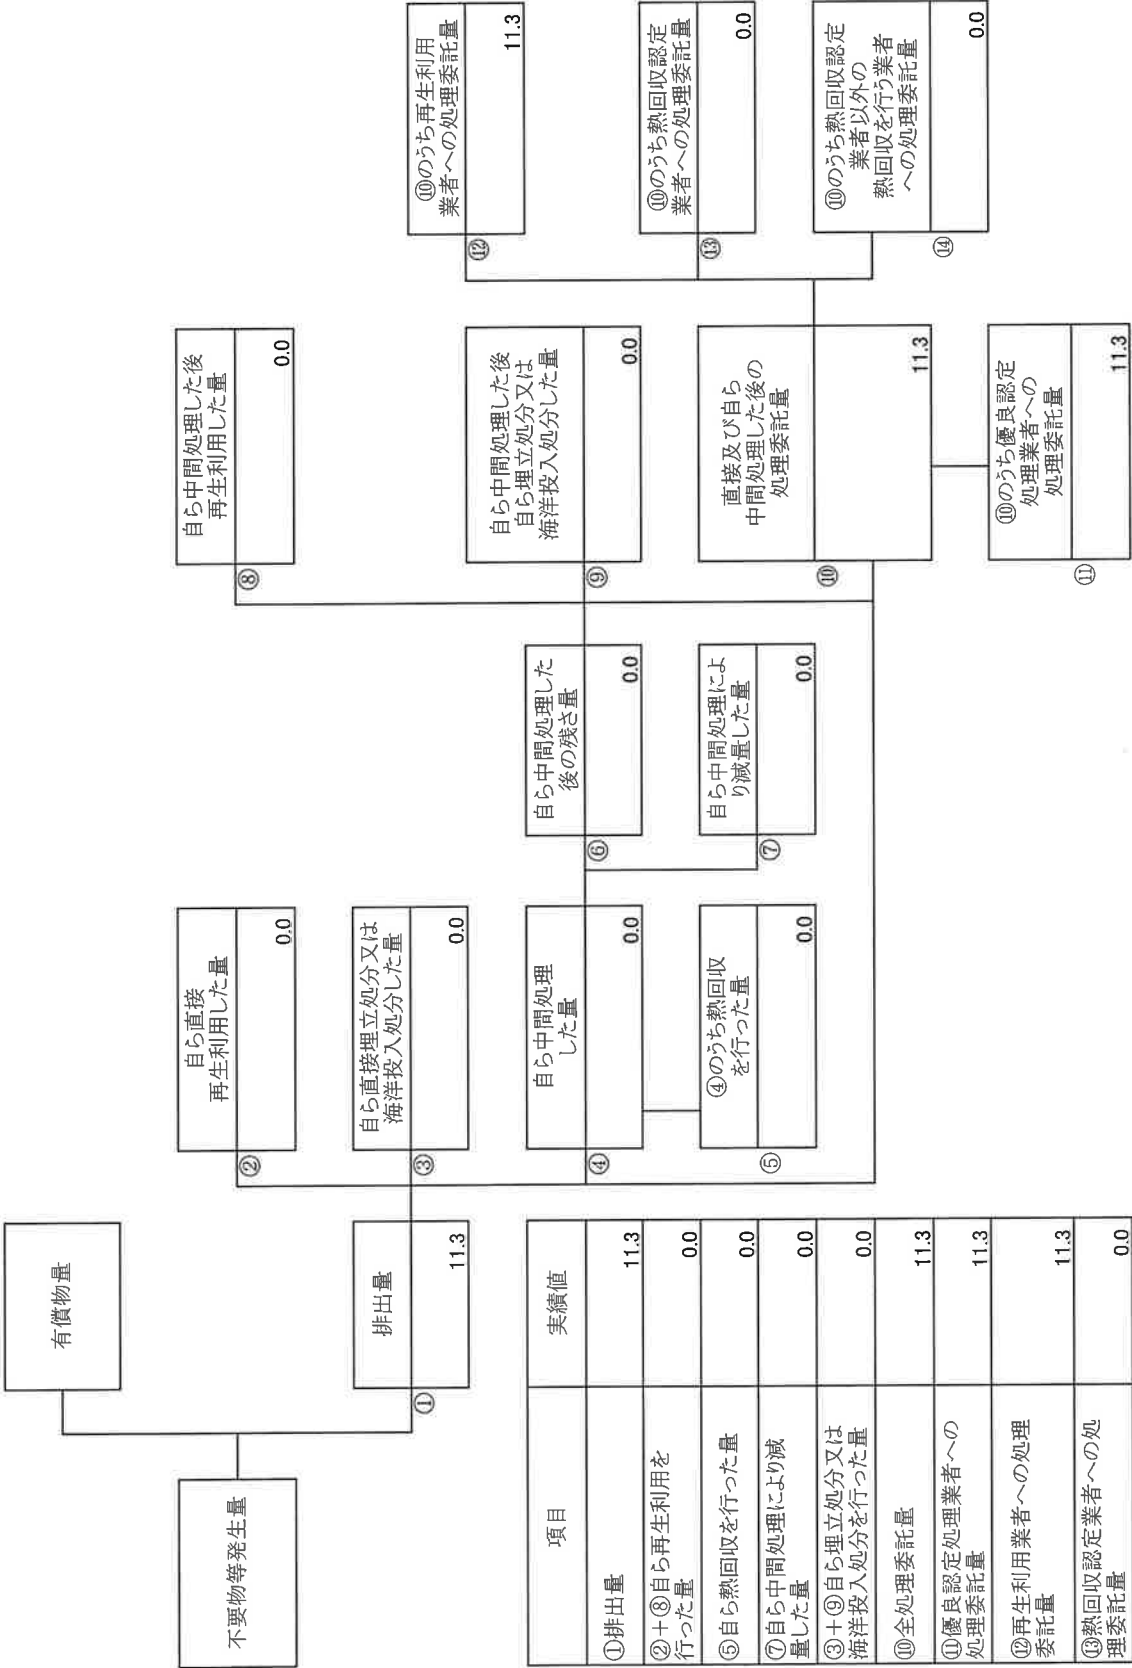 不要物等発生量
有償物量
①
排出量
11.3
②
自ら直接
再生利用した量
0.0
③
自ら直接埋立処分又は
海洋投入処分した量
0.0
④
自ら中間処理
した量
0.0
⑤
④のうち熱回収
を行った量
0.0
⑥
自ら中間処理した
後の残さ量
0.0
⑦
自ら中間処理によ
り減量した量
0.0
⑧
自ら中間処理した後
再生利用した量
0.0
⑨
自ら中間処理した後
自ら埋立処分又は
海洋投入処分した量
0.0
⑩
直接及び自ら
中間処理した後の
処理委託量
11.3
⑪
⑩のうち優良認定
処理業者への
処理委託量
11.3
⑫
⑩のうち再生利用
業者への処理委託量
11.3
⑬
⑩のうち熱回収認定
業者への処理委託量
0.0
⑭
⑩のうち熱回収認定
業者以外の
熱回収を行う業者
への処理委託量
0.0
項目
実績値
①排出量
11.3
②＋⑧自ら再生利用を
行った量
0.0
⑤自ら熱回収を行った量
0.0
⑦自ら中間処理により減
量した量
0.0
③＋⑨自ら埋立処分又は
海洋投入処分を行った量
0.0
⑩全処理委託量
11.3
⑪優良認定処理業者への
処理委託量
11.3
⑫再生利用業者への処理
委託量
11.3
⑬熱回収認定業者への処
理委託量
0.0